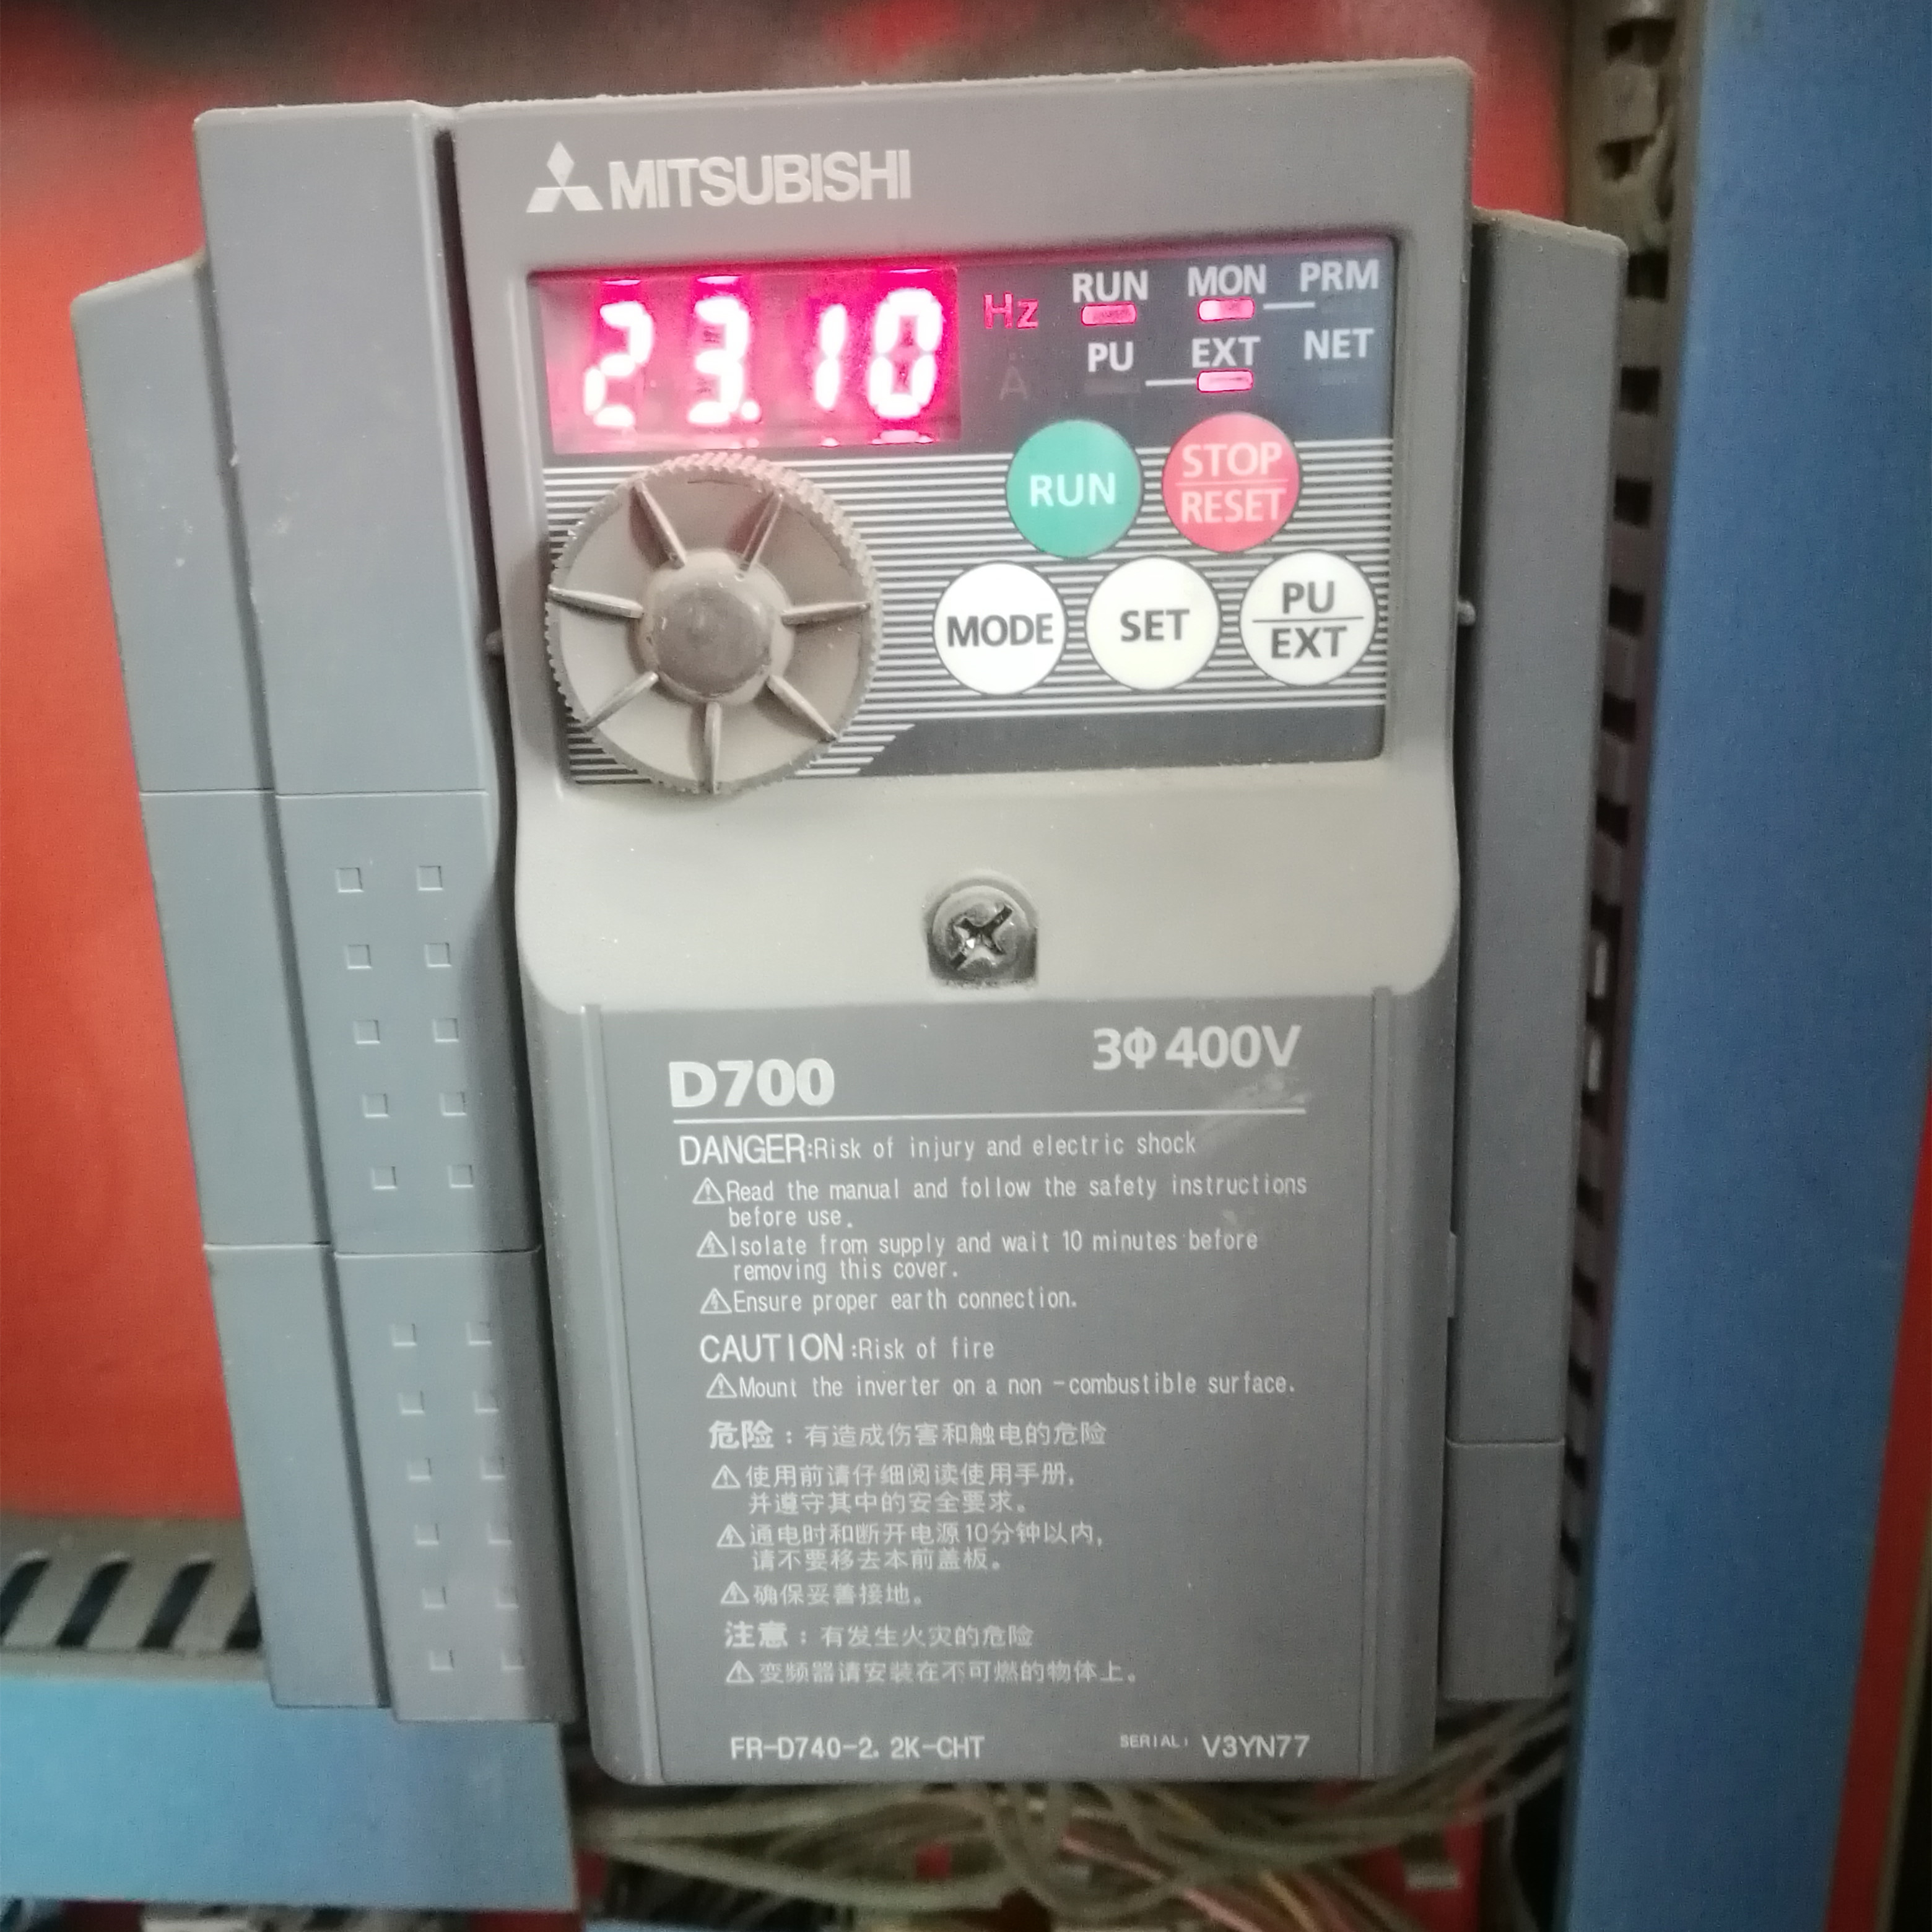 MITSUBISHI
23.10
Hz
A
RUN MON PRM
PU EXT NET
RUN
STOP
RESET
MODE
SET
PU
EXT
D700
3Φ400V
DANGER:Risk of injury and electric shock
Read the manual and follow the safety instructions
before use.
Isolate from supply and wait 10 minutes before
removing this cover.
Ensure proper earth connection.
CAUTION:Risk of fire
Mount the inverter on a non-combustible surface.
危险：有造成伤害和触电的危险
使用前请仔细阅读使用手册,
并遵守其中的安全要求。
通电时和断开电源10分钟以内,
请不要移去本前盖板。
确保妥善接地。
注意：有发生火灾的危险
变频器请安装在不可燃的物体上。
FR-D740-2.2K-CHT
SERIAL: V3YN77